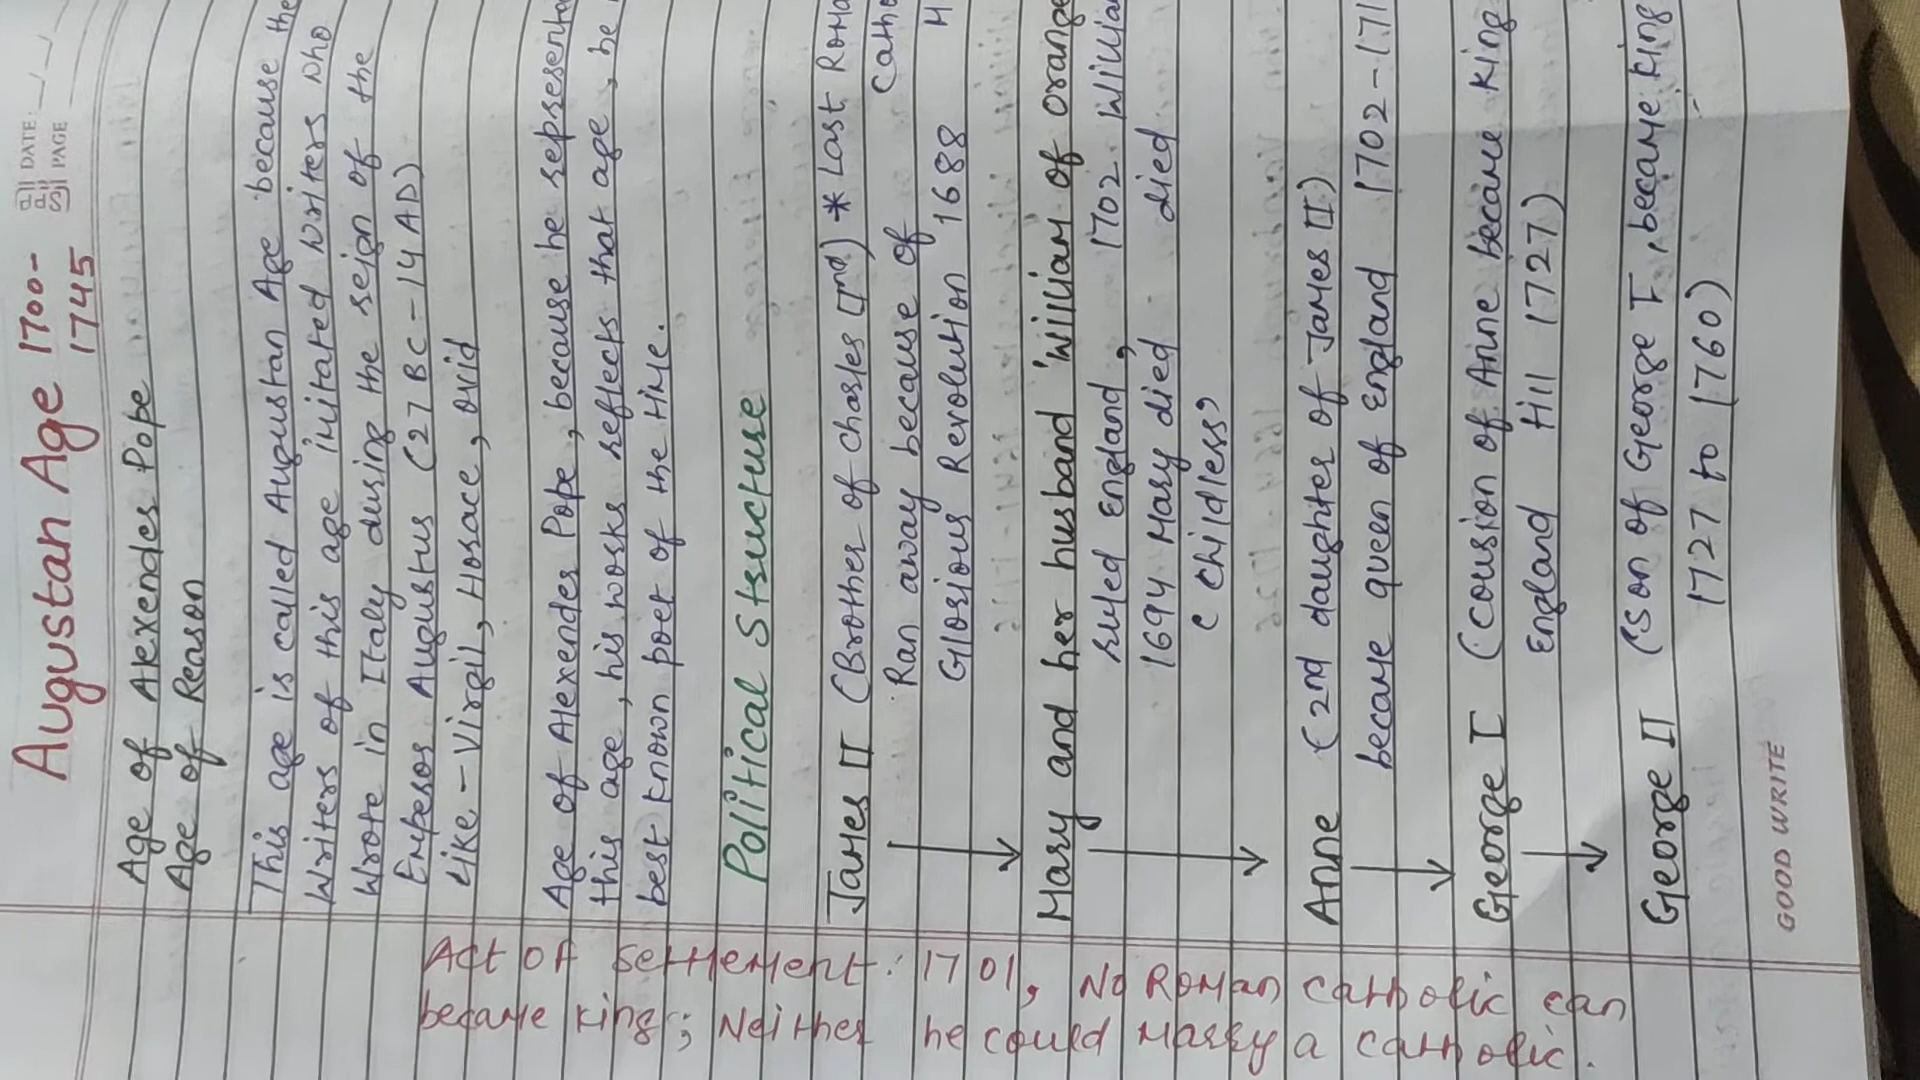 DATE: __/__/__
PAGE
Augustan Age 1700-
1745
Age of Alexender Pope
Age of Reason
This age is called Augustan Age because the
writers of this age imitated writers who
wrote in Italy during the reign of the
Emperor Augustus (27 BC - 14 AD)
Like - Virgil, Horace, ovid
Age of Alexender Pope, because he represent
this age, his works reflects that age, he
best known poet of the time.
Political Structure
James II (Brother of Charles IInd) * Last Roma
Catho
Ran away because of
Glorious Revolution 1688
Mary and her husband William of orange
ruled England, 1702 William
1694 Mary died died
( childless
Anne (2nd daughter of James II)
became queen of England 1702-171
George I (cousion of Anne became king
England till 1727)
George II (son of George I, became king
1727 to 1760)
Act of Settlement: 1701, No Roman catholic can
became king; Neither he could marry a catholic.
GOOD WRITE